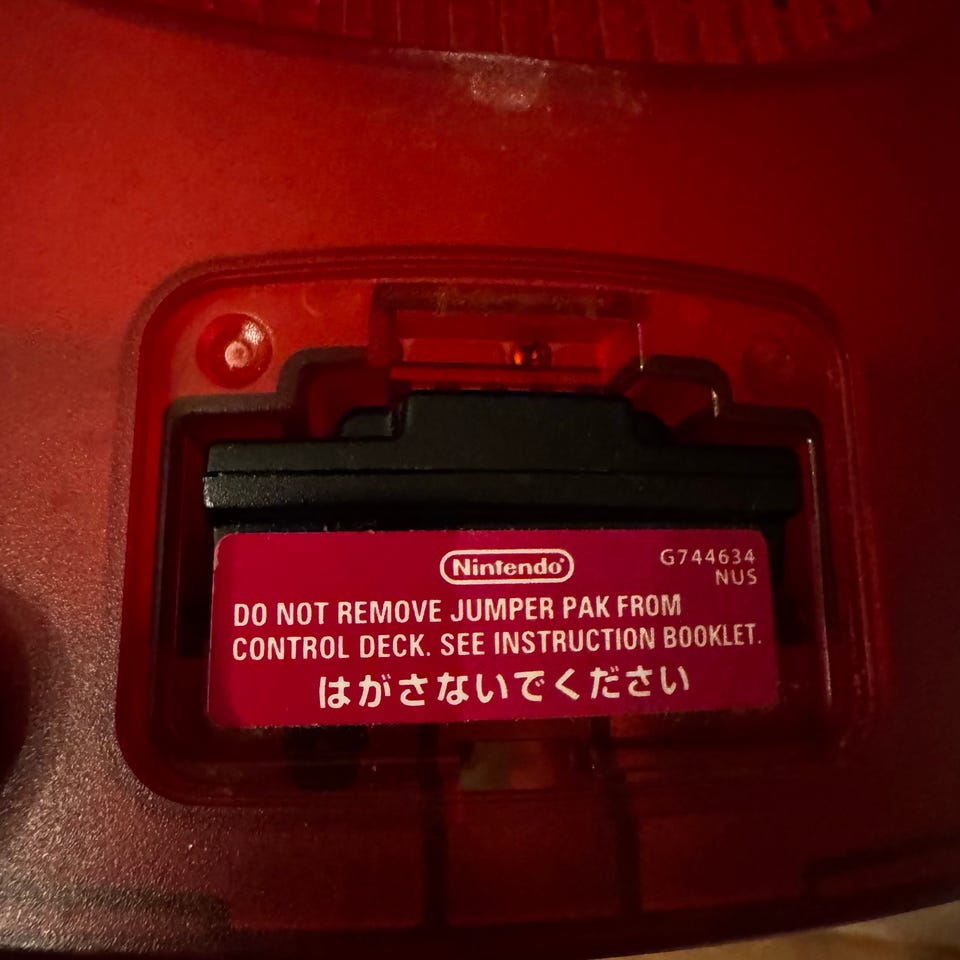 Nintendo®
G744634
NUS
DO NOT REMOVE JUMPER PAK FROM
CONTROL DECK. SEE INSTRUCTION BOOKLET.
はがさないでください